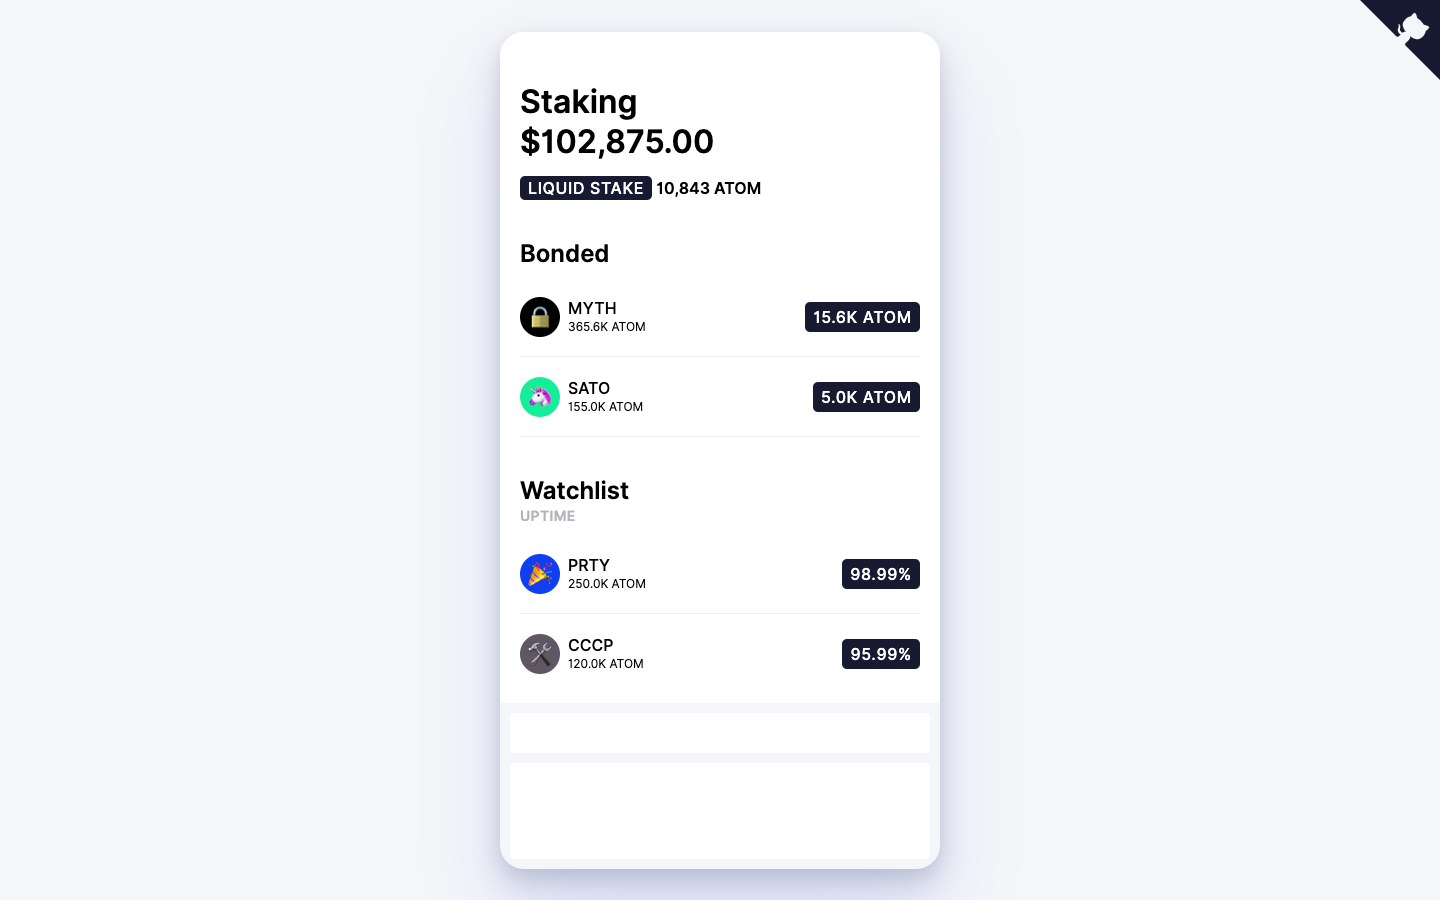 Staking
$102,875.00
LIQUID STAKE 10,843 ATOM
Bonded
MYTH
365.6K ATOM
15.6K ATOM
SATO
155.0K ATOM
5.0K ATOM
Watchlist
UPTIME
PRTY
250.0K ATOM
98.99%
CCCP
120.0K ATOM
95.99%